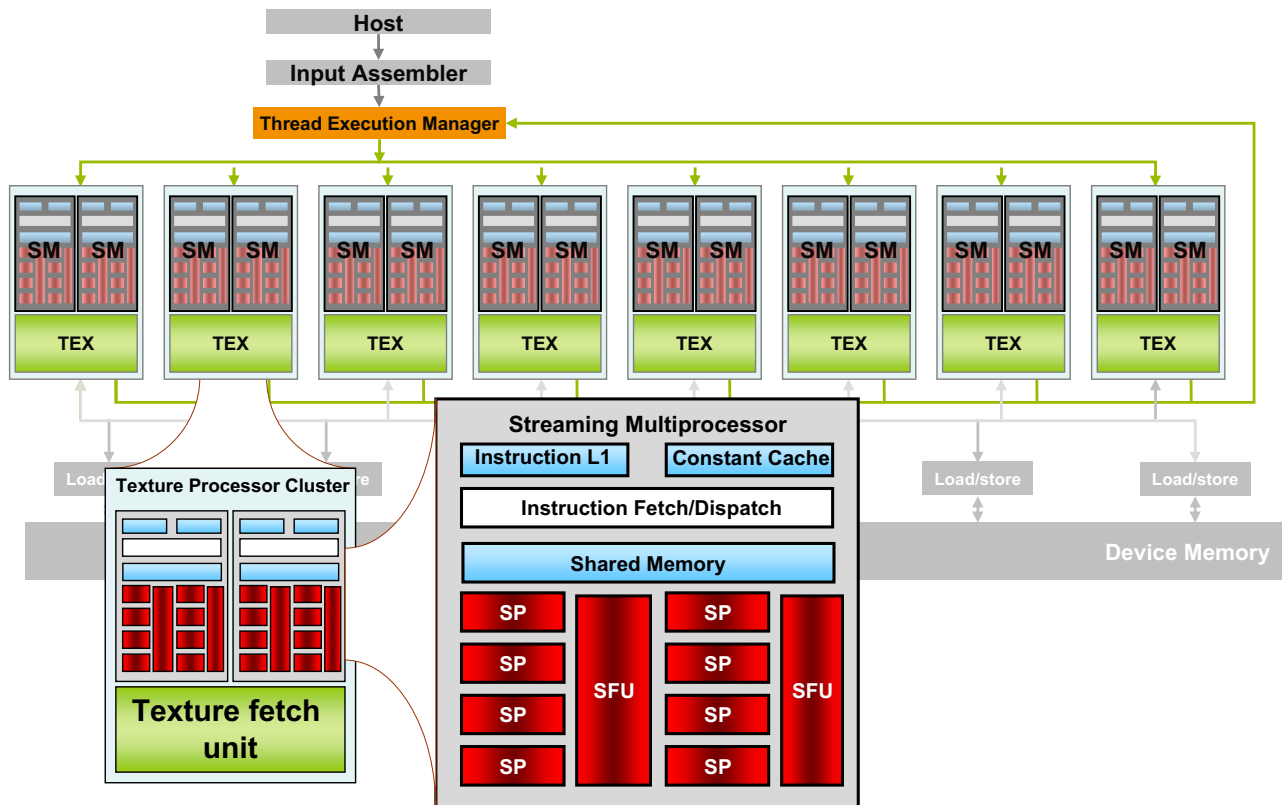 Host
Input Assembler
Thread Execution Manager
SM SM SM SM SM SM SM SM SM SM SM SM SM SM SM SM
TEX TEX TEX TEX TEX TEX TEX TEX
Streaming Multiprocessor
Instruction L1 Constant Cache
Load/store Load/store
Texture Processor Cluster
Instruction Fetch/Dispatch
Device Memory
Shared Memory
SP SP
SP SP
SFU SFU
SP SP
SP SP
Texture fetch
unit